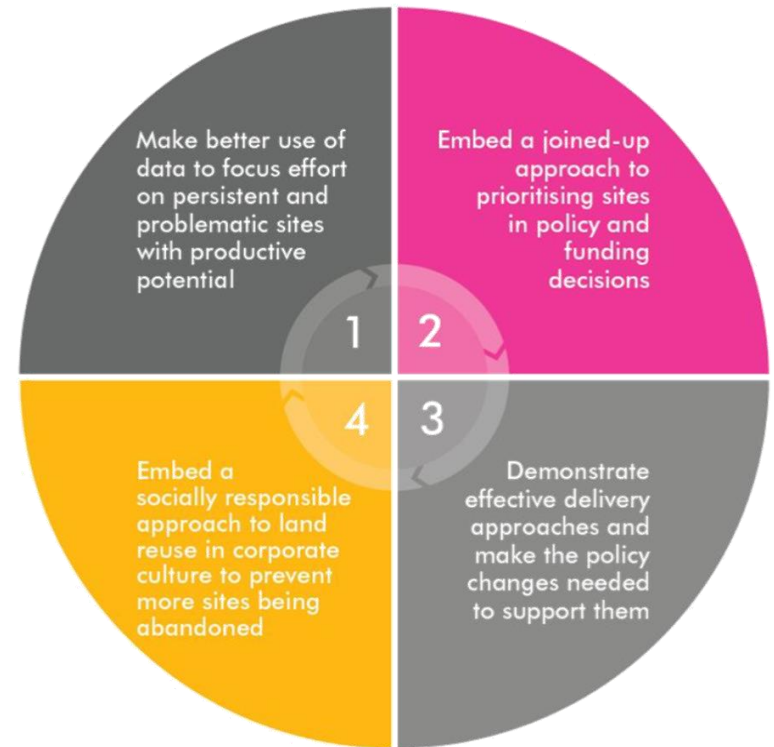 Make better use of
data to focus effort
on persistent and
problematic sites
with productive
potential
1
Embed a joined-up
approach to
prioritising sites
in policy and
funding
decisions
2
3
Demonstrate
effective delivery
approaches and
make the policy
changes needed
to support them
4
Embed a
socially responsible
approach to land
reuse in corporate
culture to prevent
more sites being
abandoned